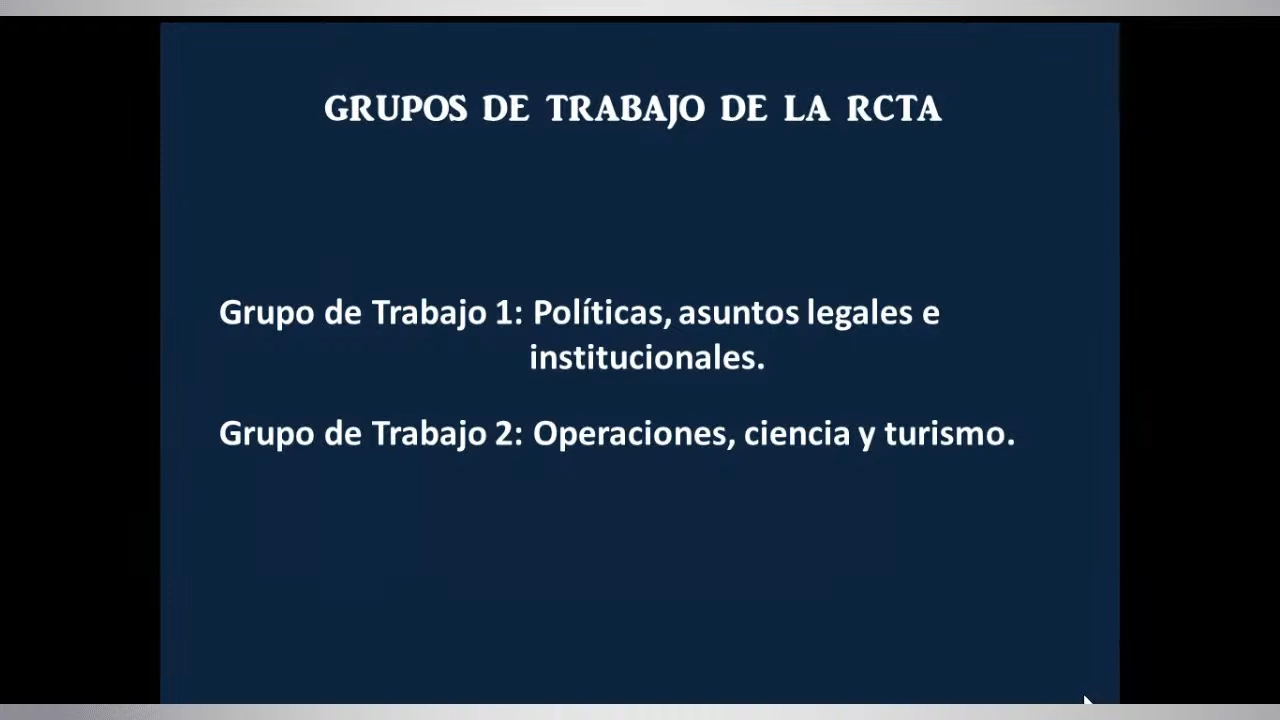 GRUPOS DE TRABAJO DE LA RCTA
Grupo de Trabajo 1: Políticas, asuntos legales e
institucionales.
Grupo de Trabajo 2: Operaciones, ciencia y turismo.